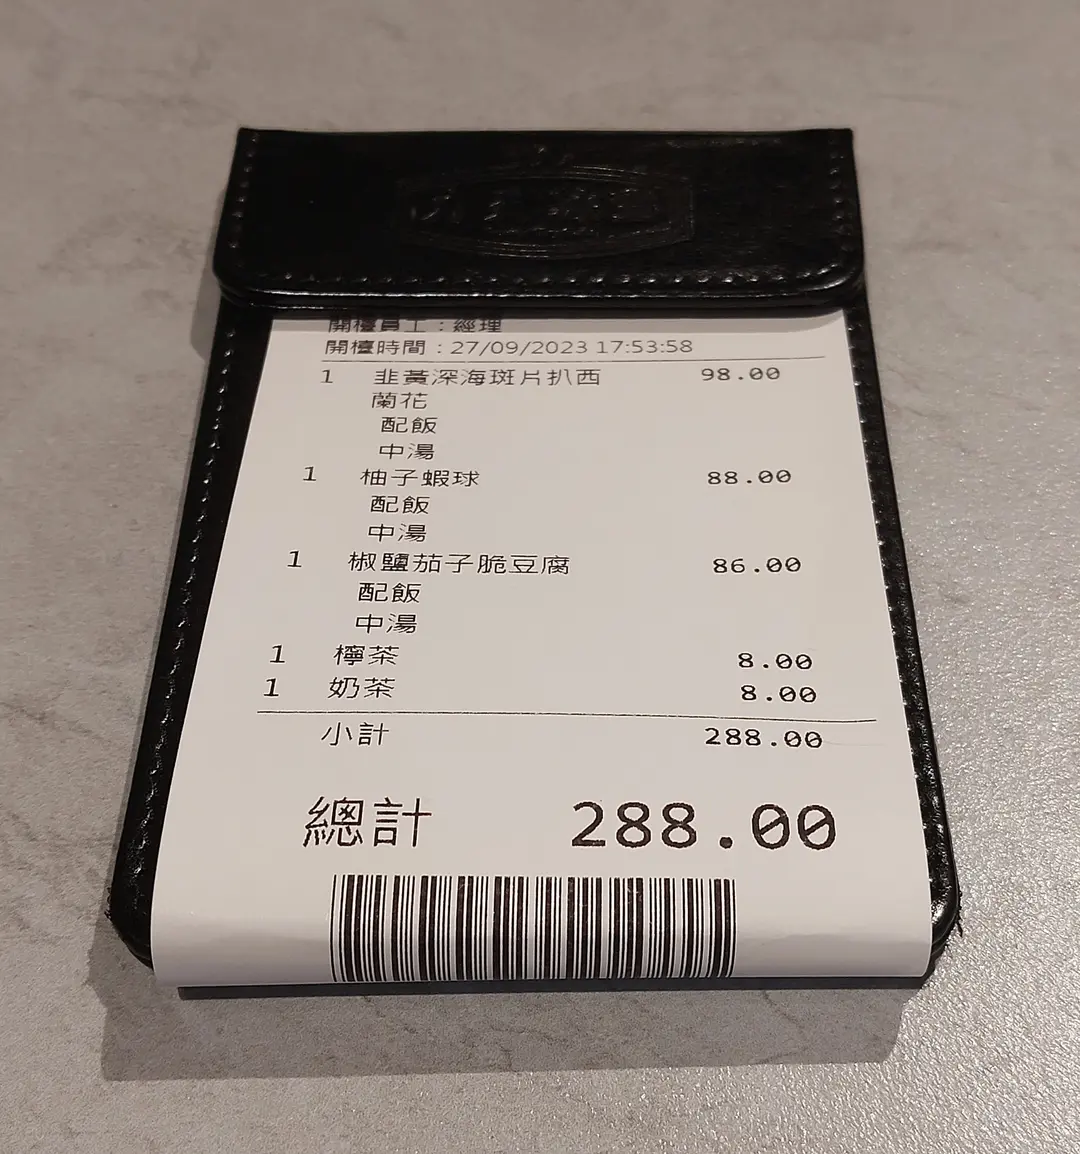 開檯員工：經理
開檯時間：27/09/2023 17:53:58
1 韭黃深海斑片扒西 98.00
蘭花
配飯
中湯
1 柚子蝦球 88.00
配飯
中湯
1 椒鹽茄子脆豆腐 86.00
配飯
中湯
1 檸茶 8.00
1 奶茶 8.00
小計 288.00
總計 288.00